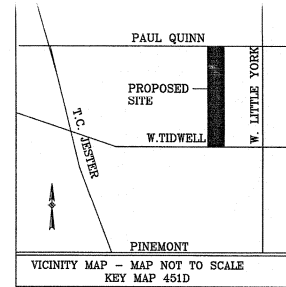 PAUL QUINN
PROPOSED
SITE
W. LITTLE YORK
T.C. JESTER
W.TIDWELL
PINEMONT
VICINITY MAP – MAP NOT TO SCALE
KEY MAP 451D